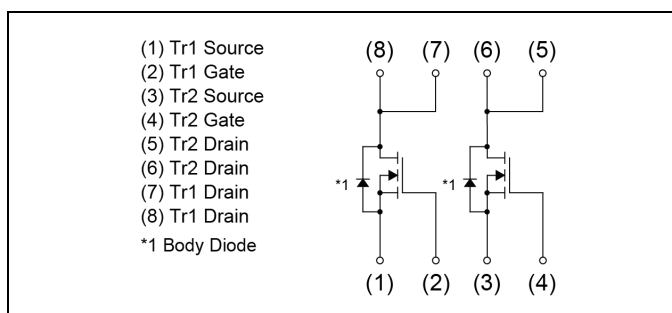 (1) Tr1 Source
(2) Tr1 Gate
(3) Tr2 Source
(4) Tr2 Gate
(5) Tr2 Drain
(6) Tr2 Drain
(7) Tr1 Drain
(8) Tr1 Drain
*1 Body Diode
(8) (7) (6) (5)
*1 *1
(1) (2) (3) (4)